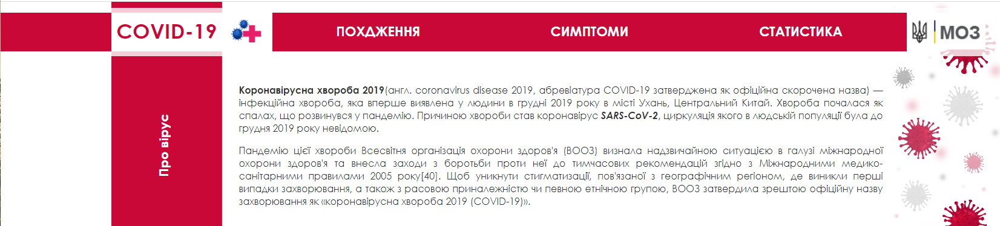 COVID-19
ПОХДЖЕННЯ
СИМПТОМИ
СТАТИСТИКА
МОЗ
Про вірус
Коронавірусна хвороба 2019(англ. coronavirus disease 2019, абревіатура COVID-19 затверджена як офіційна скорочена назва) —
інфекційна хвороба, яка вперше виявлена у людини в грудні 2019 року в місті Ухань, Центральний Китай. Хвороба почалася як
спалах, що розвинувся у пандемію. Причиною хвороби став коронавірус SARS-CoV-2, циркуляція якого в людській популяції була до
грудня 2019 року невідомою.
Пандемію цієї хвороби Всесвітня організація охорони здоров'я (ВООЗ) визнала надзвичайною ситуацією в галузі міжнародної
охорони здоров'я та внесла заходи з боротьби проти неї до тимчасових рекомендацій згідно з Міжнародними медико-
санітарними правилами 2005 року[40]. Щоб уникнути стигматизації, пов'язаної з географічним регіоном, де виникли перші
випадки захворювання, а також з расовою приналежністю чи певною етнічною групою, ВООЗ затвердила зрештою офіційну назву
захворювання як «коронавірусна хвороба 2019 (COVID-19)».